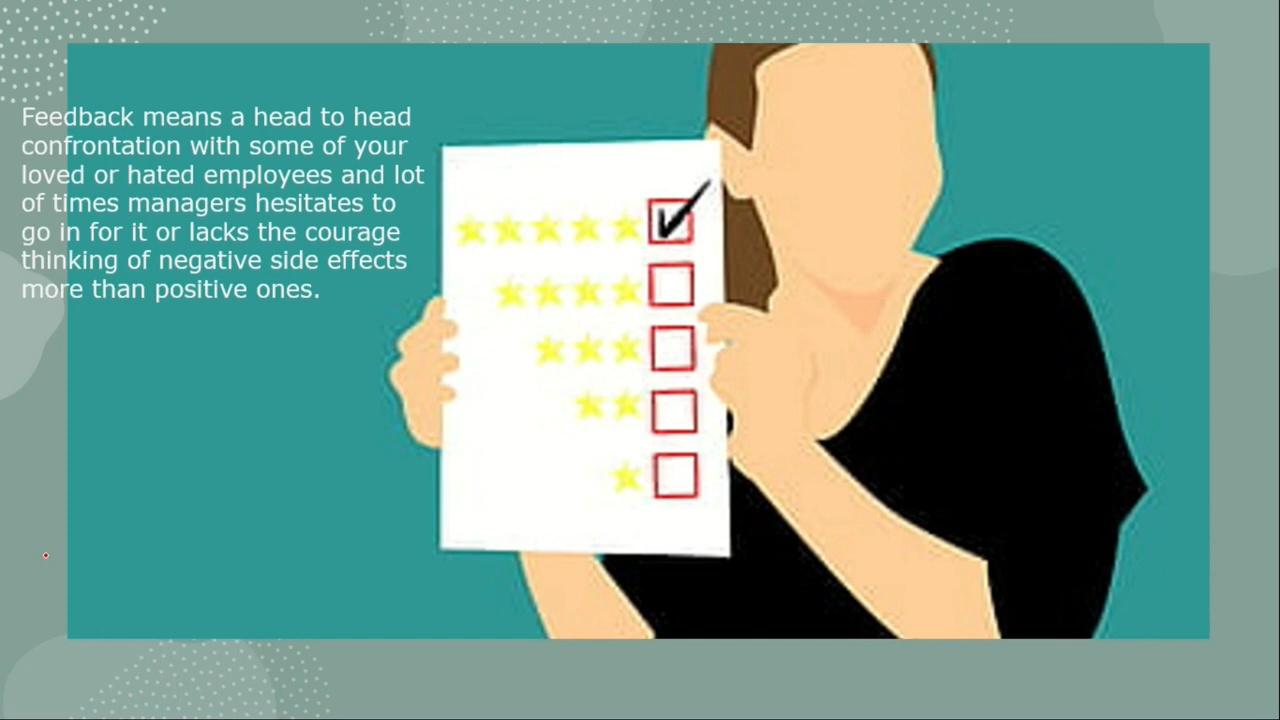 Feedback means a head to head
confrontation with some of your
loved or hated employees and lot
of times managers hesitates to
go in for it or lacks the courage
thinking of negative side effects
more than positive ones.